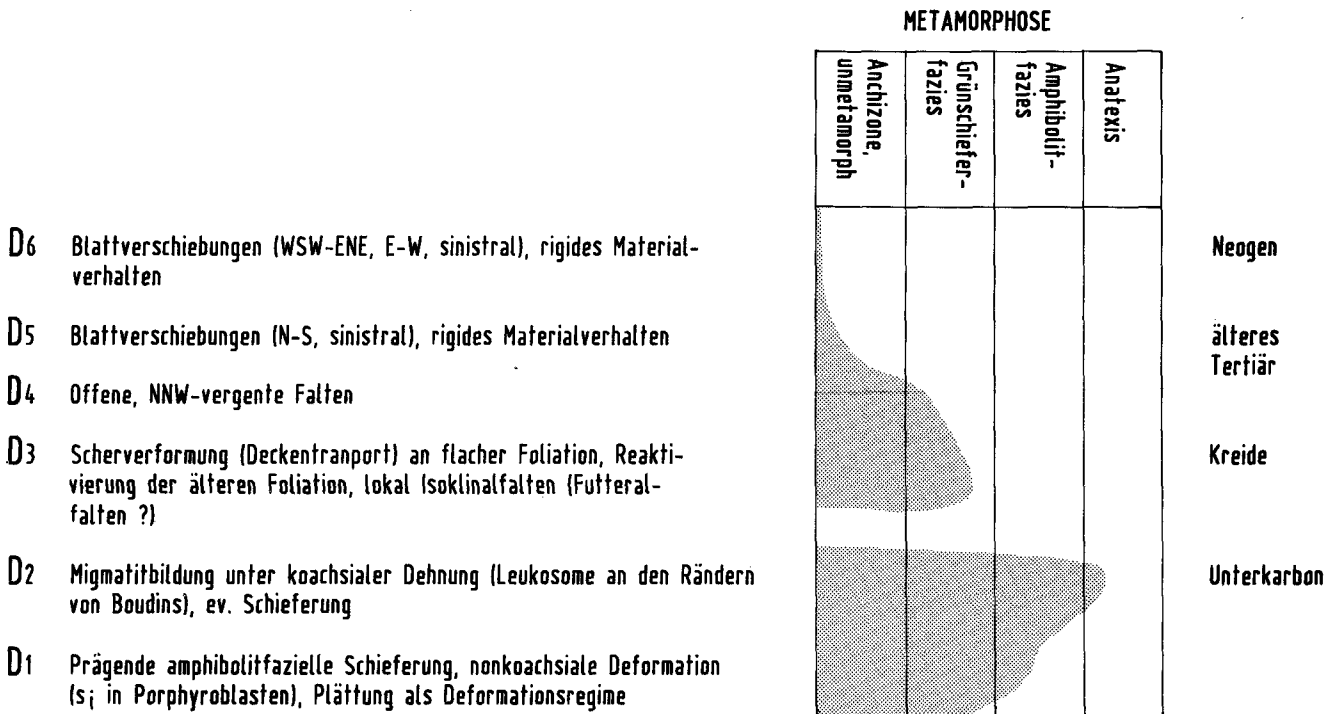 METAMORPHOSE
Anchizone,
unmetamorph
Grünschiefer-
fazies
Amphibolit-
fazies
Anatexis
D6 Blattverschiebungen (WSW-ENE, E-W, sinistral), rigides Material-
verhalten
Neogen
D5 Blattverschiebungen (N-S, sinistral), rigides Materialverhalten
älteres
Tertiär
D4 Offene, NNW-vergente Falten
D3 Scherverformung (Deckentranport) an flacher Foliation, Reakti-
vierung der älteren Foliation, lokal Isoklinalfalten (Futteral-
falten ?)
Kreide
D2 Migmatitbildung unter koachsialer Dehnung (Leukosome an den Rändern
von Boudins), ev. Schieferung
Unterkarbon
D1 Prägende amphibolitfazielle Schieferung, nonkoachsiale Deformation
(si in Porphyroblasten), Plättung als Deformationsregime